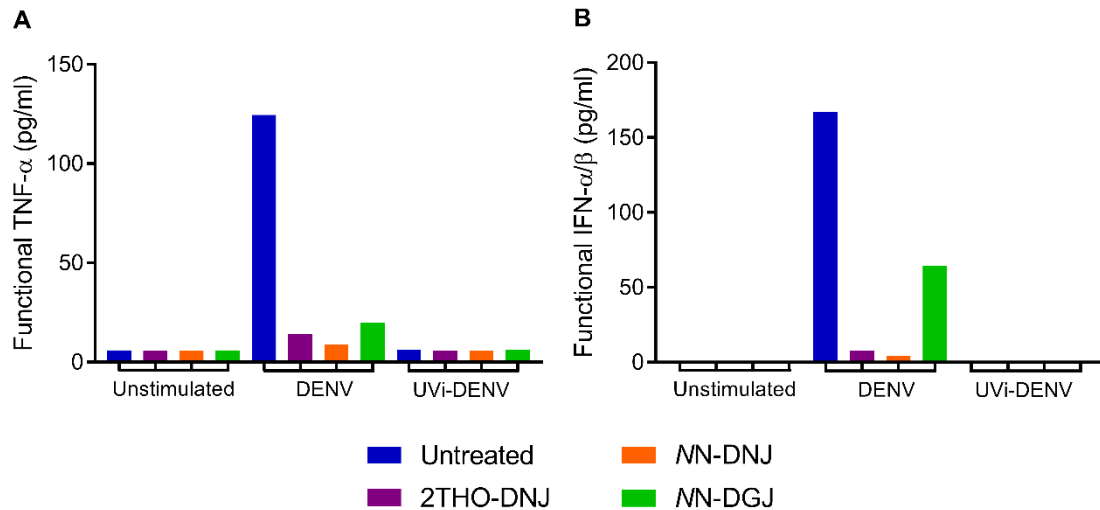 A
Functional TNF-α (pg/ml)
150
100
50
0
Unstimulated
DENV
UVi-DENV
B
Functional IFN-α/β (pg/ml)
200
150
100
50
0
Unstimulated
DENV
UVi-DENV
Untreated
NN-DNJ
2THO-DNJ
NN-DGJ